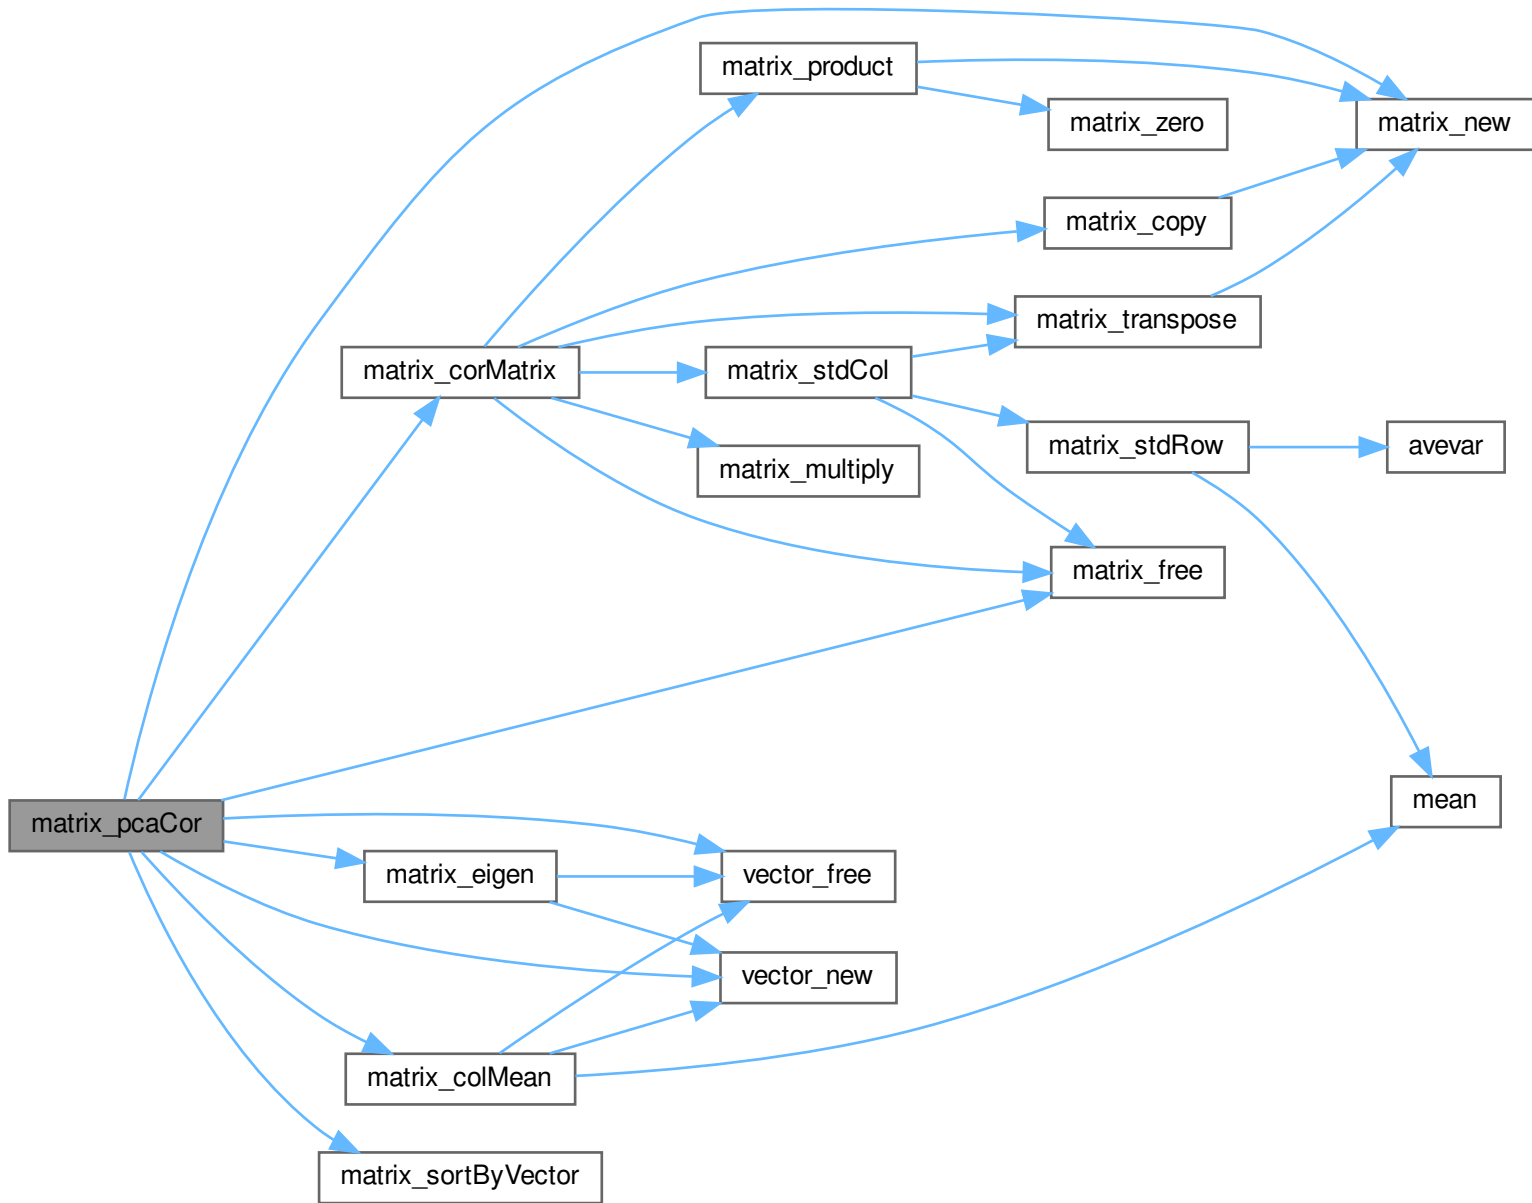 matrix_product
matrix_zero
matrix_new
matrix_copy
matrix_transpose
matrix_corMatrix
matrix_stdCol
matrix_stdRow
avevar
matrix_multiply
matrix_free
mean
matrix_pcaCor
matrix_eigen
vector_free
vector_new
matrix_colMean
matrix_sortByVector